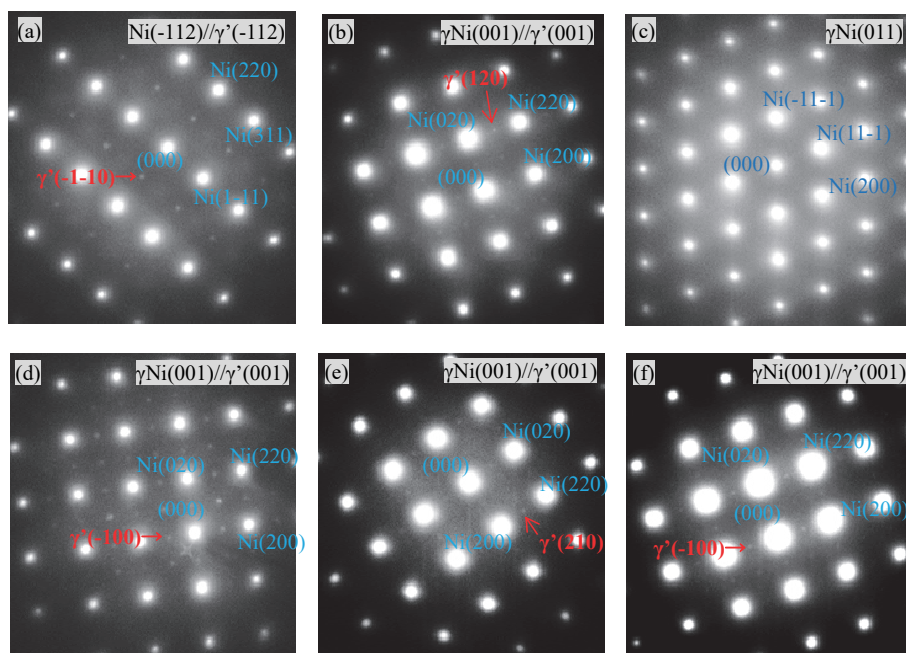 (a)
Ni(-112)//γ’(-112)
Ni(220)
Ni(311)
(000)
γ’(-1-10)→
Ni(1-11)
(b)
γNi(001)//γ’(001)
γ’(120)
Ni(220)
Ni(020)
Ni(200)
(000)
(c)
γNi(011)
Ni(-11-1)
Ni(11-1)
(000)
Ni(200)
(d)
γNi(001)//γ’(001)
Ni(020)
Ni(220)
(000)
γ’(-100)→
Ni(200)
(e)
γNi(001)//γ’(001)
Ni(020)
(000)
Ni(220)
Ni(200)
γ’(210)
(f)
γNi(001)//γ’(001)
Ni(220)
Ni(020)
Ni(200)
(000)
γ’(-100)→